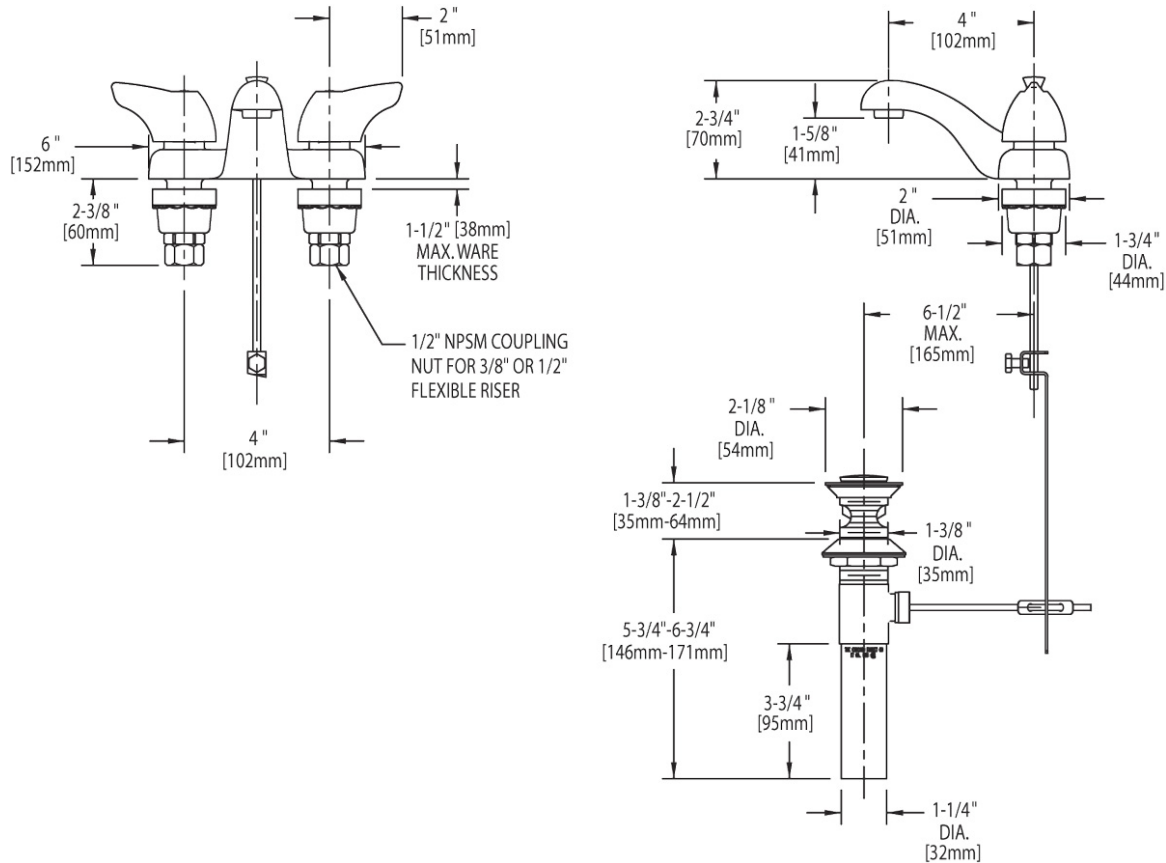 2"
[51mm]
6"
[152mm]
2-3/8"
[60mm]
1-1/2" [38mm]
MAX. WARE
THICKNESS
1/2" NPSM COUPLING
NUT FOR 3/8" OR 1/2"
FLEXIBLE RISER
4"
[102mm]
4"
[102mm]
2-3/4"
[70mm]
1-5/8"
[41mm]
2"
DIA.
[51mm]
1-3/4"
DIA.
[44mm]
6-1/2"
MAX.
[165mm]
2-1/8"
DIA.
[54mm]
1-3/8"-2-1/2"
[35mm-64mm]
1-3/8"
DIA.
[35mm]
5-3/4"-6-3/4"
[146mm-171mm]
3-3/4"
[95mm]
1-1/4"
DIA.
[32mm]